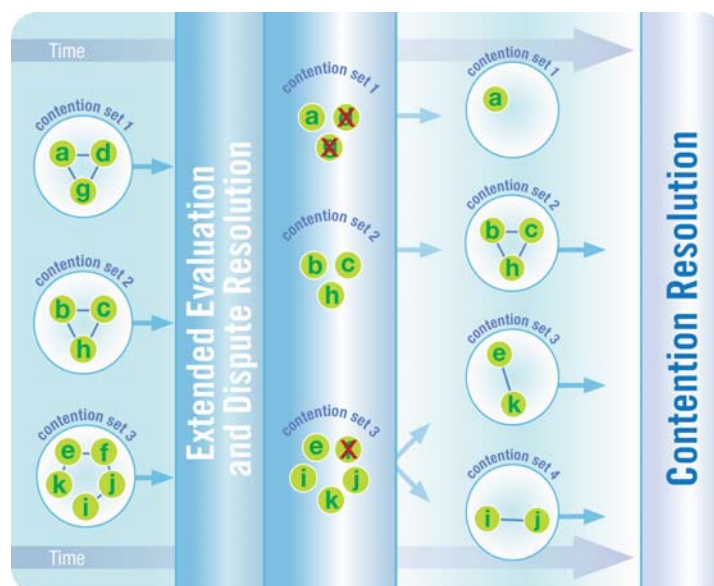 Time
contention set 1
a d
g
contention set 2
b c
h
contention set 3
e f
k j
i
Time
Extended Evaluation
and Dispute Resolution
contention set 1
a
contention set 2
b c
h
contention set 3
e
i j
k
contention set 1
a
contention set 2
b c
h
contention set 3
e
k
contention set 4
i j
Contention Resolution